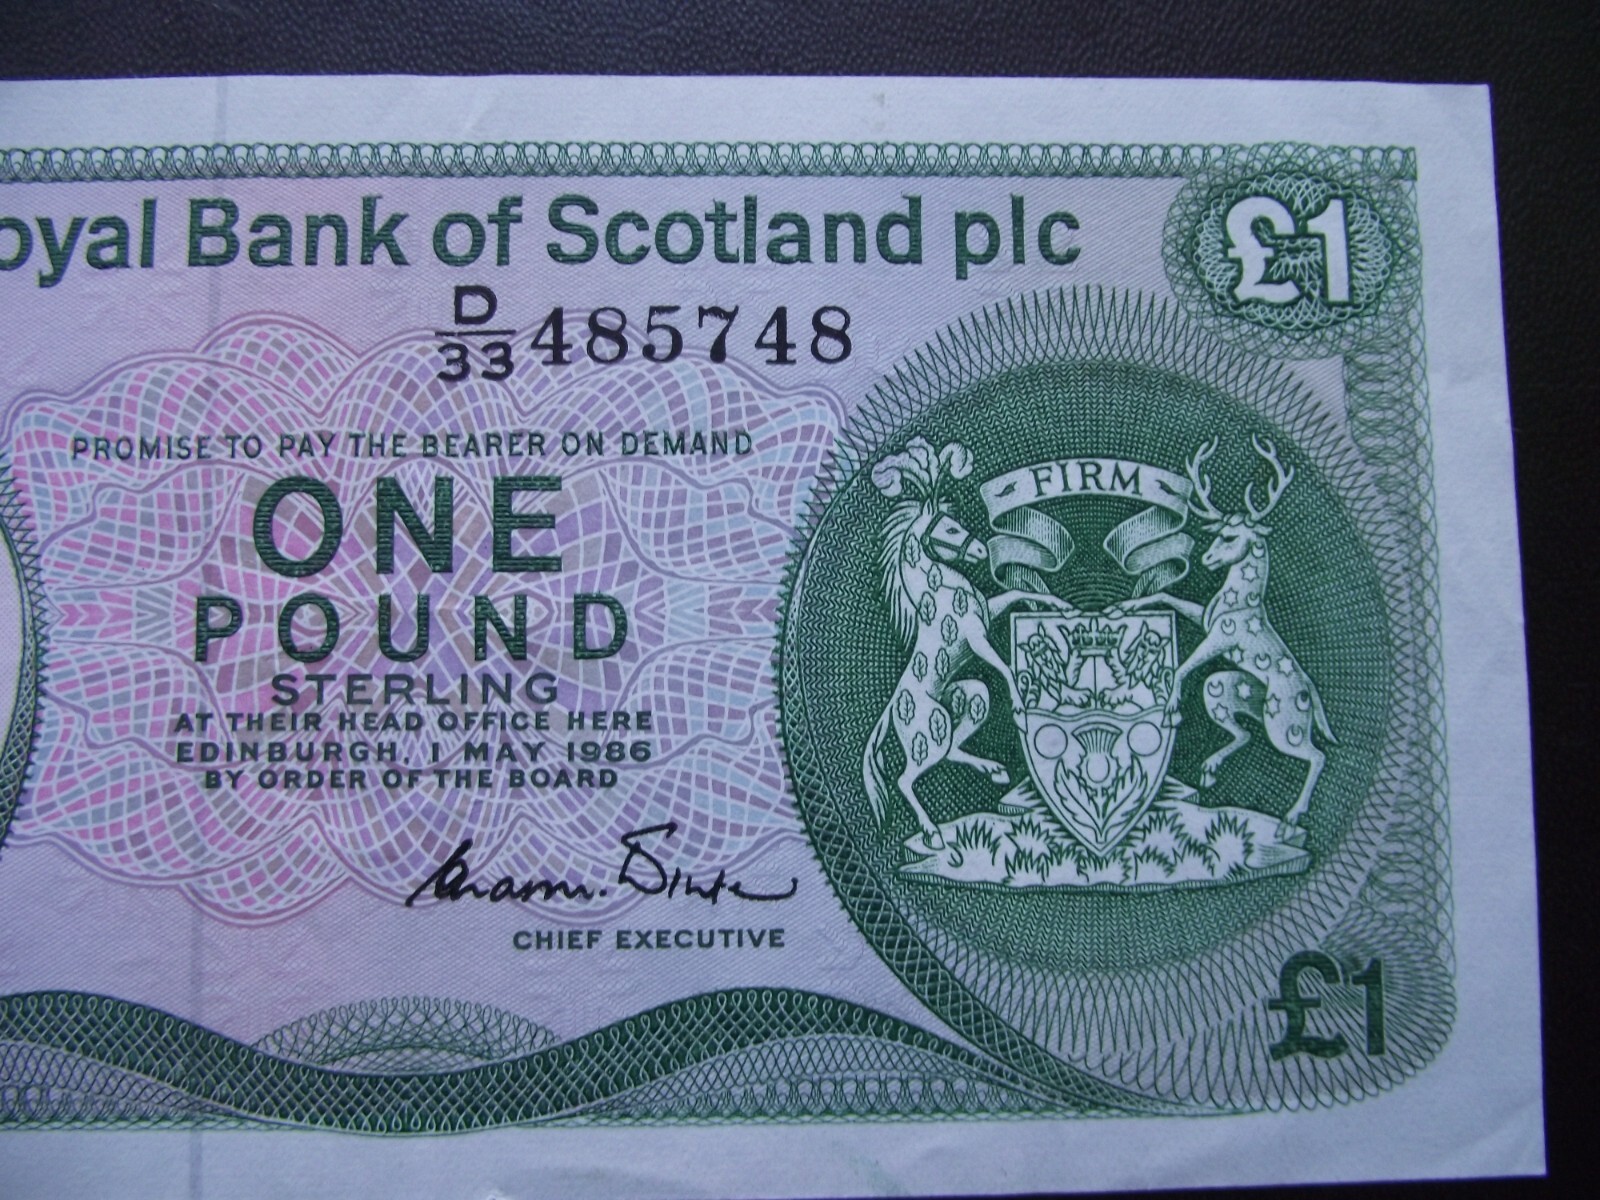 oyal Bank of Scotland plc
£1
D/33 485748
PROMISE TO PAY THE BEARER ON DEMAND
ONE
POUND
STERLING
AT THEIR HEAD OFFICE HERE
EDINBURGH. 1 MAY 1986
BY ORDER OF THE BOARD
CHIEF EXECUTIVE
FIRM
£1